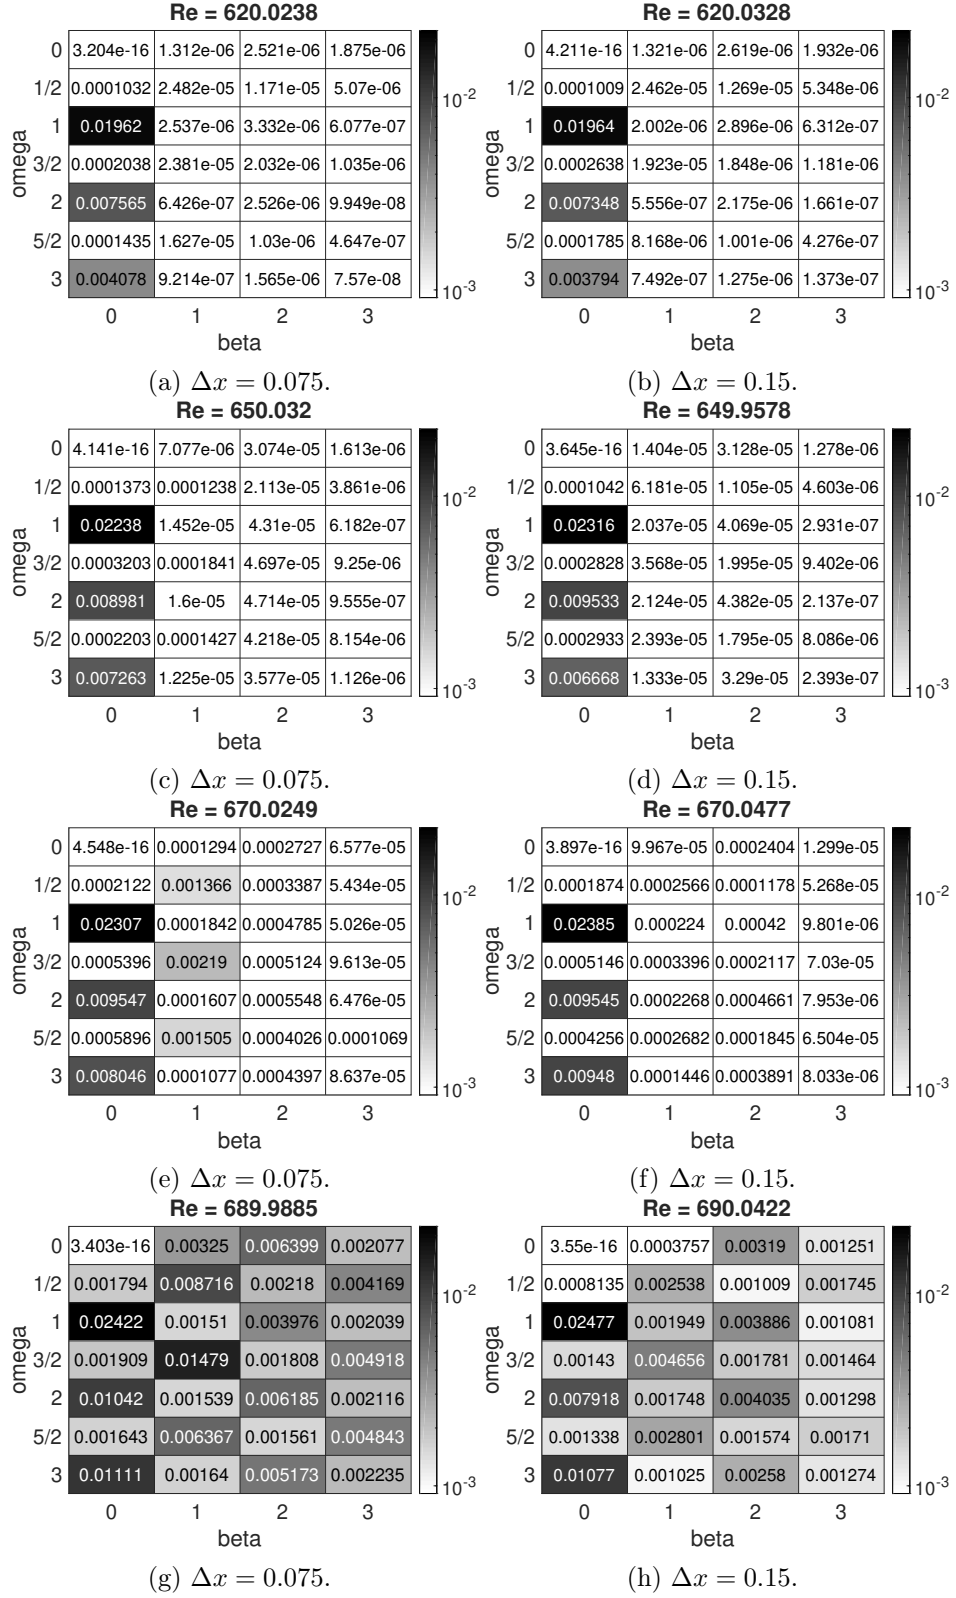 Re = 620.0238
0 3.204e-16 1.312e-06 2.521e-06 1.875e-06
1/2 0.0001032 2.482e-05 1.171e-05 5.07e-06
1 0.01962 2.537e-06 3.332e-06 6.077e-07
3/2 0.0002038 2.381e-05 2.032e-06 1.035e-06
2 0.007565 6.426e-07 2.526e-06 9.949e-08
5/2 0.0001435 1.627e-05 1.03e-06 4.647e-07
3 0.004078 9.214e-07 1.565e-06 7.57e-08
0 1 2 3
beta
omega
10^-2
10^-3
(a) Δx = 0.075.
Re = 620.0328
0 4.211e-16 1.321e-06 2.619e-06 1.932e-06
1/2 0.0001009 2.462e-05 1.269e-05 5.348e-06
1 0.01964 2.002e-06 2.896e-06 6.312e-07
3/2 0.0002638 1.923e-05 1.848e-06 1.181e-06
2 0.007348 5.556e-07 2.175e-06 1.661e-07
5/2 0.0001785 8.168e-06 1.001e-06 4.276e-07
3 0.003794 7.492e-07 1.275e-06 1.373e-07
0 1 2 3
beta
omega
10^-2
10^-3
(b) Δx = 0.15.
Re = 650.032
0 4.141e-16 7.077e-06 3.074e-05 1.613e-06
1/2 0.0001373 0.0001238 2.113e-05 3.861e-06
1 0.02238 1.452e-05 4.31e-05 6.182e-07
3/2 0.0003203 0.0001841 4.697e-05 9.25e-06
2 0.008981 1.6e-05 4.714e-05 9.555e-07
5/2 0.0002203 0.0001427 4.218e-05 8.154e-06
3 0.007263 1.225e-05 3.577e-05 1.126e-06
0 1 2 3
beta
omega
10^-2
10^-3
(c) Δx = 0.075.
Re = 649.9578
0 3.645e-16 1.404e-05 3.128e-05 1.278e-06
1/2 0.0001042 6.181e-05 1.105e-05 4.603e-06
1 0.02316 2.037e-05 4.069e-05 2.931e-07
3/2 0.0002828 3.568e-05 1.995e-05 9.402e-06
2 0.009533 2.124e-05 4.382e-05 2.137e-07
5/2 0.0002933 2.393e-05 1.795e-05 8.086e-06
3 0.006668 1.333e-05 3.29e-05 2.393e-07
0 1 2 3
beta
omega
10^-2
10^-3
(d) Δx = 0.15.
Re = 670.0249
0 4.548e-16 0.0001294 0.0002727 6.577e-05
1/2 0.0002122 0.001366 0.0003387 5.434e-05
1 0.02307 0.0001842 0.0004785 5.026e-05
3/2 0.0005396 0.00219 0.0005124 9.613e-05
2 0.009547 0.0001607 0.0005548 6.476e-05
5/2 0.0005896 0.001505 0.0004026 0.0001069
3 0.008046 0.0001077 0.0004397 8.637e-05
0 1 2 3
beta
omega
10^-2
10^-3
(e) Δx = 0.075.
Re = 670.0477
0 3.897e-16 9.967e-05 0.0002404 1.299e-05
1/2 0.0001874 0.0002566 0.0001178 5.268e-05
1 0.02385 0.000224 0.00042 9.801e-06
3/2 0.0005146 0.0003396 0.0002117 7.03e-05
2 0.009545 0.0002268 0.0004661 7.953e-06
5/2 0.0004256 0.0002682 0.0001845 6.504e-05
3 0.00948 0.0001446 0.0003891 8.033e-06
0 1 2 3
beta
omega
10^-2
10^-3
(f) Δx = 0.15.
Re = 689.9885
0 3.403e-16 0.00325 0.006399 0.002077
1/2 0.001794 0.008716 0.00218 0.004169
1 0.02422 0.00151 0.003976 0.002039
3/2 0.001909 0.01479 0.001808 0.004918
2 0.01042 0.001539 0.006185 0.002116
5/2 0.001643 0.006367 0.001561 0.004843
3 0.01111 0.00164 0.005173 0.002235
0 1 2 3
beta
omega
10^-2
10^-3
(g) Δx = 0.075.
Re = 690.0422
0 3.55e-16 0.0003757 0.00319 0.001251
1/2 0.0008135 0.002538 0.001009 0.001745
1 0.02477 0.001949 0.003886 0.001081
3/2 0.00143 0.004656 0.001781 0.001464
2 0.007918 0.001748 0.004035 0.001298
5/2 0.001338 0.002801 0.001574 0.00171
3 0.01077 0.001025 0.00258 0.001274
0 1 2 3
beta
omega
10^-2
10^-3
(h) Δx = 0.15.